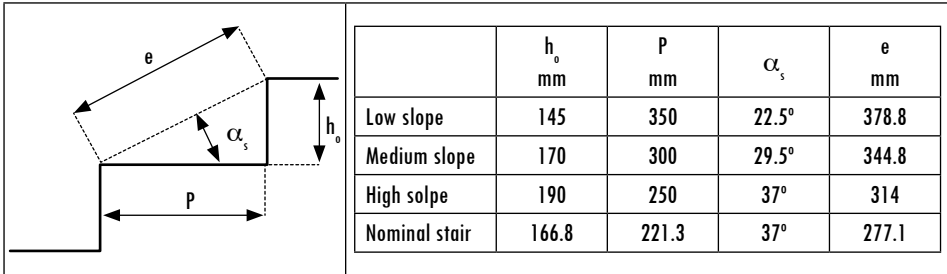 e
αs
ho
P
ho mm P mm αs e mm
Low slope 145 350 22.5º 378.8
Medium slope 170 300 29.5º 344.8
High solpe 190 250 37º 314
Nominal stair 166.8 221.3 37º 277.1